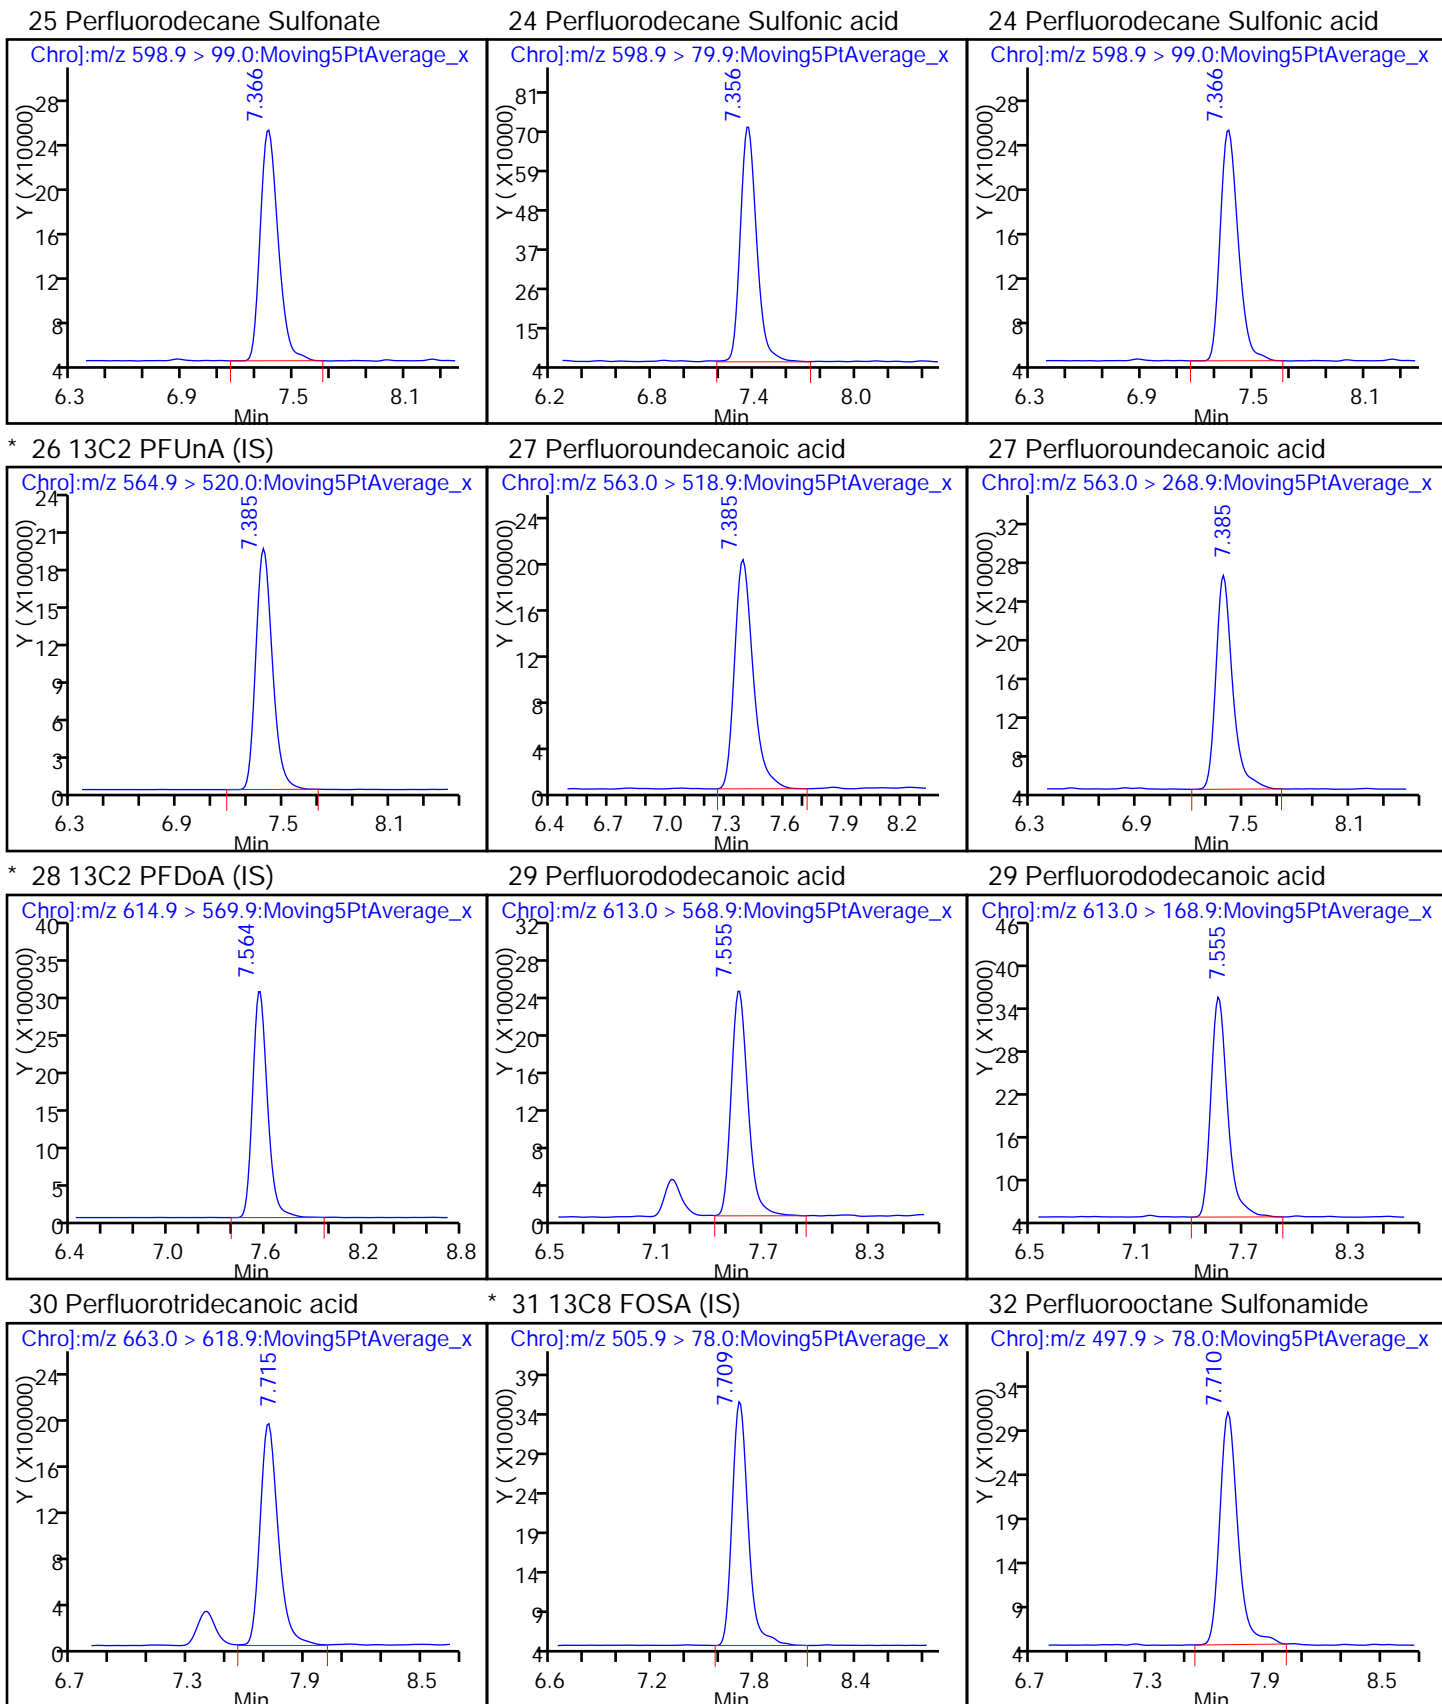 25 Perfluorodecane Sulfonate
Chro]:m/z 598.9 > 99.0:Moving5PtAverage_x
7.366
Y ( X10000)
28
24
20
16
12
8
4
6.3 6.9 7.5 8.1
Min
24 Perfluorodecane Sulfonic acid
Chro]:m/z 598.9 > 79.9:Moving5PtAverage_x
7.356
Y ( X10000)
81
70
59
48
37
26
15
4
6.2 6.8 7.4 8.0
Min
24 Perfluorodecane Sulfonic acid
Chro]:m/z 598.9 > 99.0:Moving5PtAverage_x
7.366
Y ( X10000)
28
24
20
16
12
8
4
6.3 6.9 7.5 8.1
Min
* 26 13C2 PFUnA (IS)
Chro]:m/z 564.9 > 520.0:Moving5PtAverage_x
7.385
Y ( X100000)
24
21
18
15
12
9
6
3
0
6.3 6.9 7.5 8.1
Min
27 Perfluoroundecanoic acid
Chro]:m/z 563.0 > 518.9:Moving5PtAverage_x
7.385
Y ( X100000)
24
20
16
12
8
4
0
6.4 6.7 7.0 7.3 7.6 7.9 8.2
Min
27 Perfluoroundecanoic acid
Chro]:m/z 563.0 > 268.9:Moving5PtAverage_x
7.385
Y ( X10000)
32
28
24
20
16
12
8
4
6.3 6.9 7.5 8.1
Min
* 28 13C2 PFDoA (IS)
Chro]:m/z 614.9 > 569.9:Moving5PtAverage_x
7.564
Y ( X100000)
40
35
30
25
20
15
10
5
0
6.4 7.0 7.6 8.2 8.8
Min
29 Perfluorododecanoic acid
Chro]:m/z 613.0 > 568.9:Moving5PtAverage_x
7.555
Y ( X100000)
32
28
24
20
16
12
8
4
0
6.5 7.1 7.7 8.3
Min
29 Perfluorododecanoic acid
Chro]:m/z 613.0 > 168.9:Moving5PtAverage_x
7.555
Y ( X10000)
46
40
34
28
22
16
10
4
6.5 7.1 7.7 8.3
Min
30 Perfluorotridecanoic acid
Chro]:m/z 663.0 > 618.9:Moving5PtAverage_x
7.715
Y ( X100000)
24
20
16
12
8
4
0
6.7 7.3 7.9 8.5
Min
* 31 13C8 FOSA (IS)
Chro]:m/z 505.9 > 78.0:Moving5PtAverage_x
7.709
Y ( X100000)
39
34
29
24
19
14
9
4
6.6 7.2 7.8 8.4
Min
32 Perfluorooctane Sulfonamide
Chro]:m/z 497.9 > 78.0:Moving5PtAverage_x
7.710
Y ( X100000)
34
29
24
19
14
9
4
6.7 7.3 7.9 8.5
Min